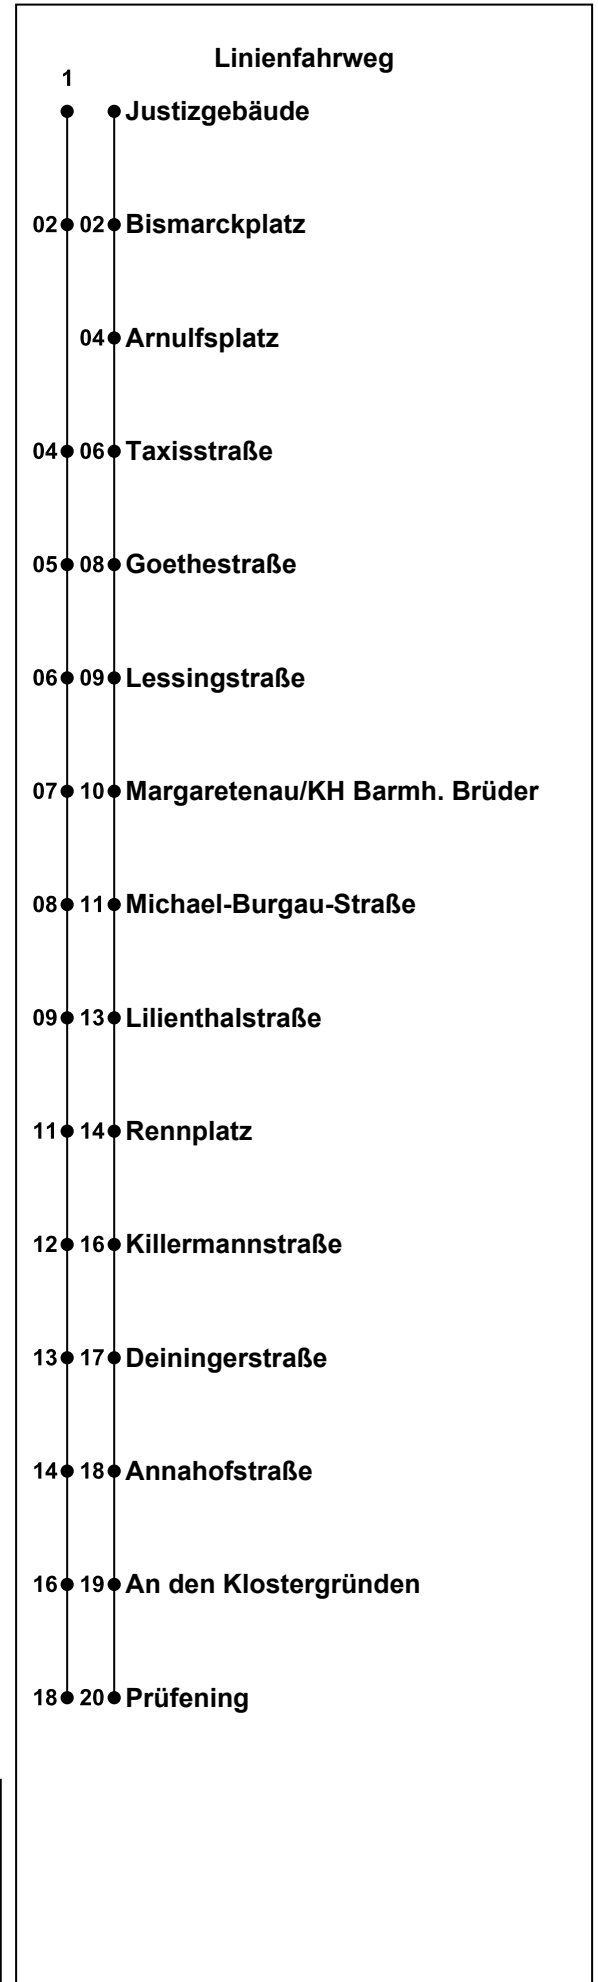 Linienfahrweg
1
Justizgebäude
02 02 Bismarckplatz
04 Arnulfsplatz
04 06 Taxisstraße
05 08 Goethestraße
06 09 Lessingstraße
07 10 Margaretenau/KH Barmh. Brüder
08 11 Michael-Burgau-Straße
09 13 Lilienthalstraße
11 14 Rennplatz
12 16 Killermannstraße
13 17 Deiningerstraße
14 18 Annahofstraße
16 19 An den Klostergründen
18 20 Prüfening